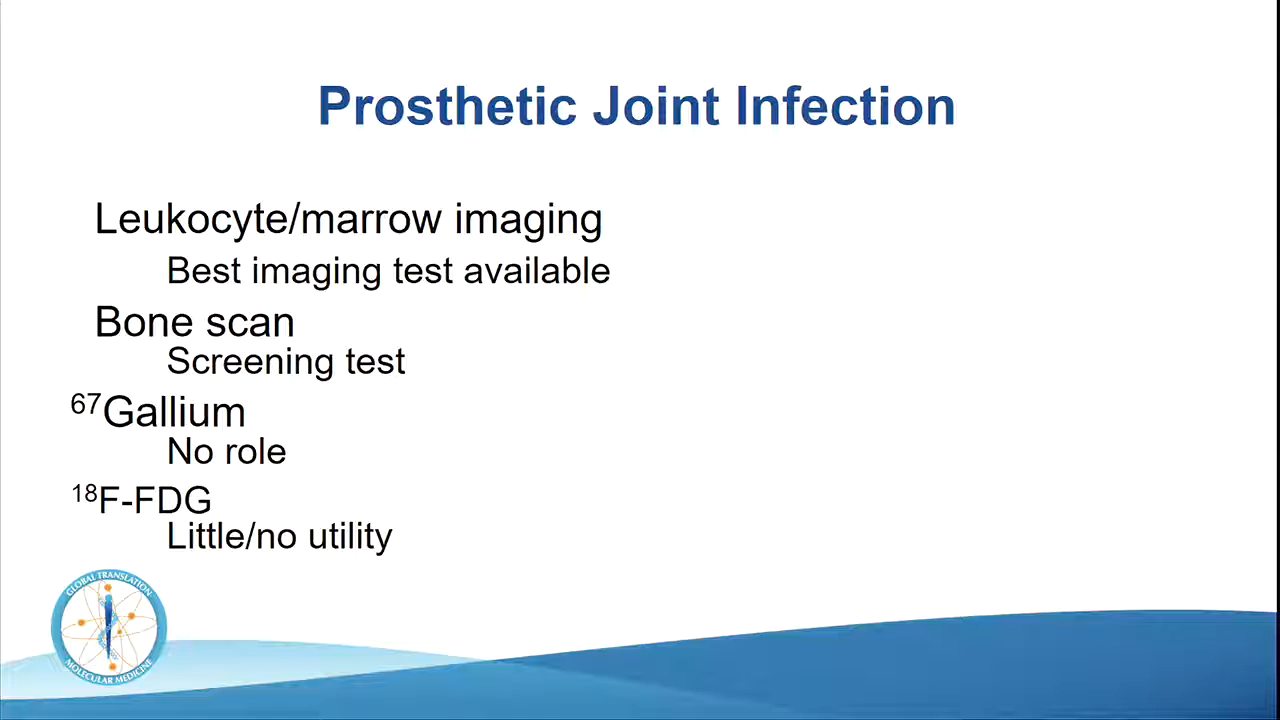 Prosthetic Joint Infection
Leukocyte/marrow imaging
Best imaging test available
Bone scan
Screening test
⁶⁷Gallium
No role
¹⁸F-FDG
Little/no utility
GLOBAL TRANSLATION
MOLECULAR MEDICINE